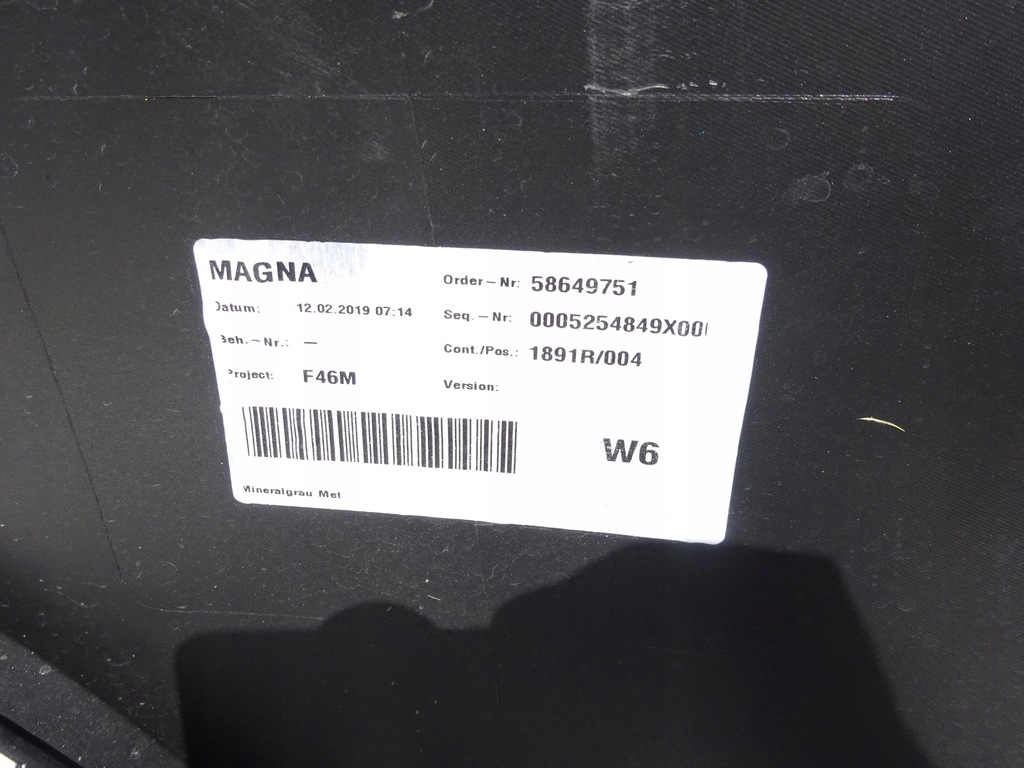 MAGNA
Datum: 12.02.2019 07:14
Beh.-Nr.: —
Project: F46M
Order-Nr: 58649751
Seq.-Nr: 0005254849X00
Cont./Pos.: 1891R/004
Version:
W6
Mineralgrau Met